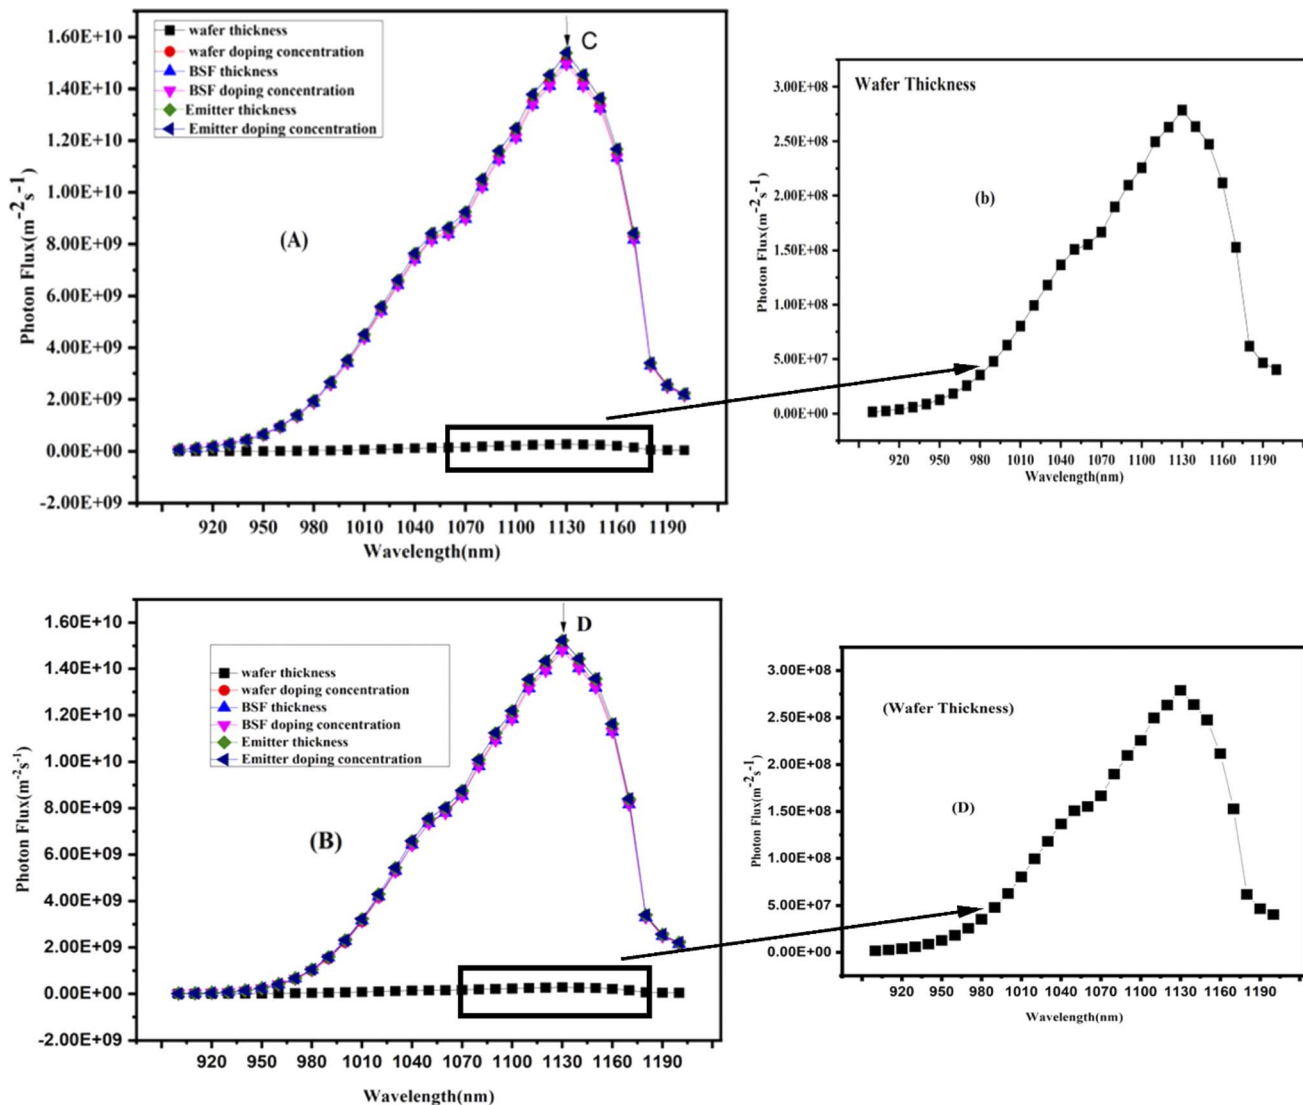 1.60E+10
1.40E+10
1.20E+10
1.00E+10
8.00E+09
6.00E+09
4.00E+09
2.00E+09
0.00E+00
-2.00E+09
Photon Flux(m-2s-1)
wafer thickness
wafer doping concentration
BSF thickness
BSF doping concentration
Emitter thickness
Emitter doping concentration
C
(A)
920 950 980 1010 1040 1070 1100 1130 1160 1190
Wavelength(nm)
3.00E+08
2.50E+08
2.00E+08
1.50E+08
1.00E+08
5.00E+07
0.00E+00
Photon Flux(m-2s-1)
Wafer Thickness
(b)
920 950 980 1010 1040 1070 1100 1130 1160 1190
Wavelength(nm)
1.60E+10
1.40E+10
1.20E+10
1.00E+10
8.00E+09
6.00E+09
4.00E+09
2.00E+09
0.00E+00
-2.00E+09
Photon Flux(m-2s-1)
wafer thickness
wafer doping concentration
BSF thickness
BSF doping concentration
Emitter thickness
Emitter doping concentration
D
(B)
920 950 980 1010 1040 1070 1100 1130 1160 1190
Wavelength(nm)
3.00E+08
2.50E+08
2.00E+08
1.50E+08
1.00E+08
5.00E+07
0.00E+00
Photon Flux(m-2s-1)
(Wafer Thickness)
(D)
920 950 980 1010 1040 1070 1100 1130 1160 1190
Wavelength(nm)